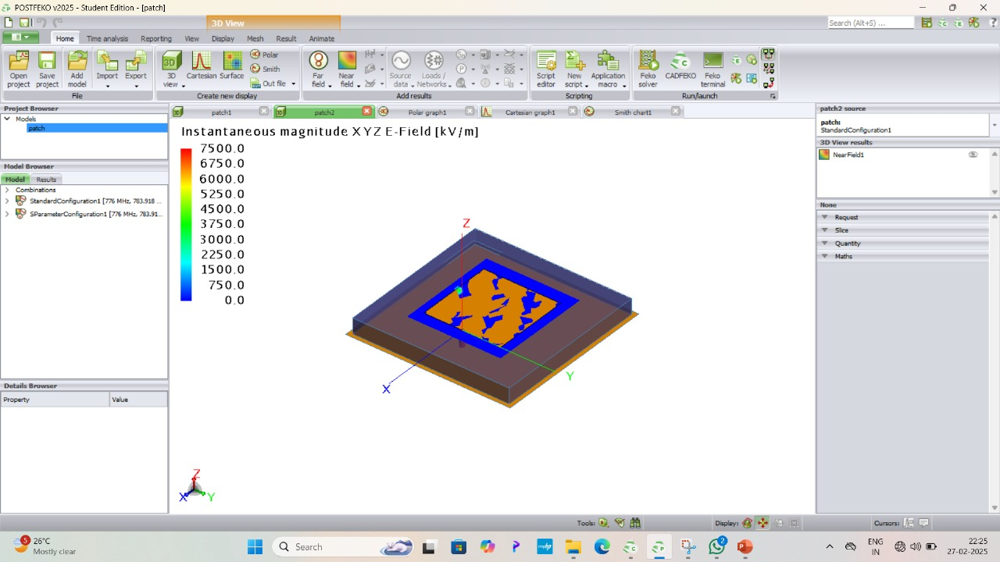 POSTFEKO v2025 - Student Edition - [patch]
3D View
Search (Alt+S) ...
Home
Time analysis
Reporting
View
Display
Mesh
Result
Animate
Open project
Save project
Add model
Import
Export
3D view
Cartesian
Surface
Polar
Smith
Out file
Far field
Near field
Source data
Loads / Networks
Script editor
New script
Application macro
Feko solver
CADFEKO
Feko terminal
File
Create new display
Add results
Scripting
Run/launch
Project Browser
Models
patch
Model Browser
Model
Results
Combinations
StandardConfiguration1 [776 MHz, 783.918 ...
SParameterConfiguration1 [776 MHz, 783.91...
Details Browser
Property
Value
patch1
patch2
Polar graph1
Cartesian graph1
Smith chart1
Instantaneous magnitude X Y Z E-Field [kV/m]
7500.0
6750.0
6000.0
5250.0
4500.0
3750.0
3000.0
2250.0
1500.0
750.0
0.0
Z
X
Y
Z
X
Y
patch2 source
patch:
StandardConfiguration1
3D View results
NearField1
None
Request
Slice
Quantity
Maths
Tools:
Display:
Cursors:
5
26°C
Mostly clear
Search
myhp
2
ENG
IN
22:25
27-02-2025